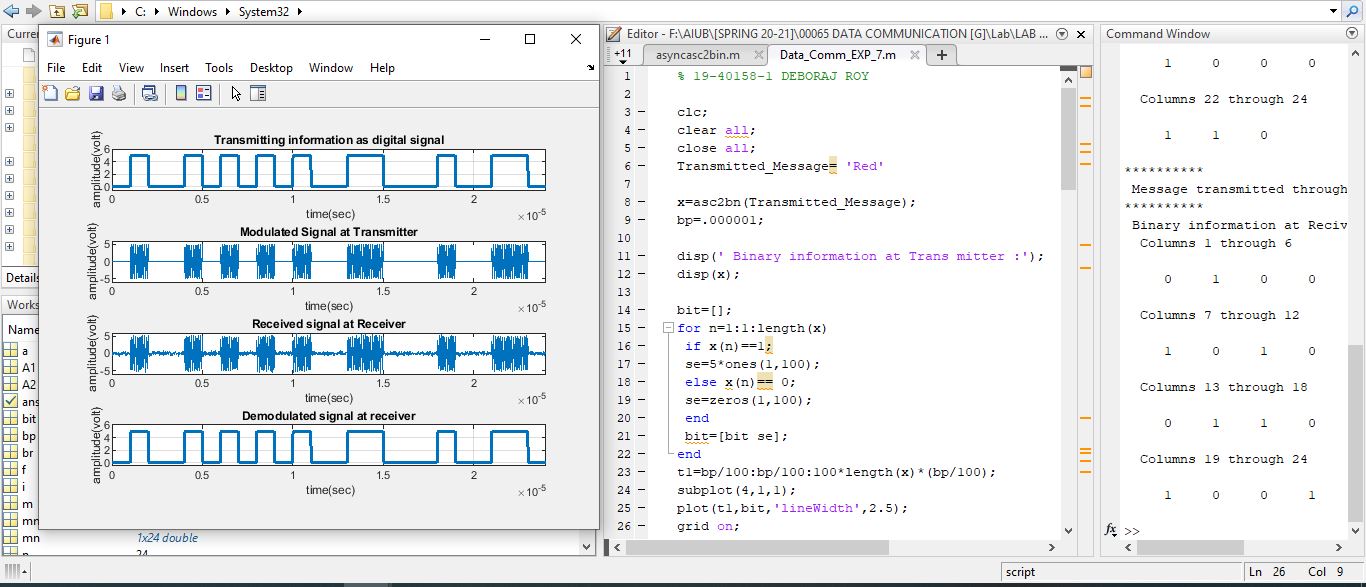 C: Windows System32
Curre
Details
Works
Name
a
A1
A2
ans
bit
bp
br
f
i
m
mn
mn 1x24 double
24
Figure 1
File Edit View Insert Tools Desktop Window Help
Transmitting information as digital signal
amplitude(volt)
6
4
2
0
0 0.5 1 1.5 2
time(sec)
×10-5
Modulated Signal at Transmitter
amplitude(volt)
5
0
-5
0 0.5 1 1.5 2
time(sec)
×10-5
Received signal at Receiver
amplitude(volt)
5
0
-5
0 0.5 1 1.5 2
time(sec)
×10-5
Demodulated signal at receiver
amplitude(volt)
6
4
2
0
0 0.5 1 1.5 2
time(sec)
×10-5
Editor - F:\AIUB\[SPRING 20-21]\00065 DATA COMMUNICATION [G]\Lab\LAB ...
+11 asyncasc2bin.m Data_Comm_EXP_7.m +
1 % 19-40158-1 DEBORAJ ROY
2
3 - clc;
4 - clear all;
5 - close all;
6 - Transmitted_Message= 'Red'
7
8 - x=asc2bn(Transmitted_Message);
9 - bp=.000001;
10
11 - disp(' Binary information at Trans mitter :');
12 - disp(x);
13
14 - bit=[];
15 - for n=1:1:length(x)
16 - if x(n)==1;
17 - se=5*ones(1,100);
18 - else x(n)== 0;
19 - se=zeros(1,100);
20 - end
21 - bit=[bit se];
22 - end
23 - t1=bp/100:bp/100:100*length(x)*(bp/100);
24 - subplot(4,1,1);
25 - plot(t1,bit,'lineWidth',2.5);
26 - grid on;
Command Window
1 0 0 0
Columns 22 through 24
1 1 0
**********
Message transmitted through
**********
Binary information at Reciv
Columns 1 through 6
0 1 0 0
Columns 7 through 12
1 0 1 0
Columns 13 through 18
0 1 1 0
Columns 19 through 24
1 0 0 1
fx >>
script
Ln 26 Col 9